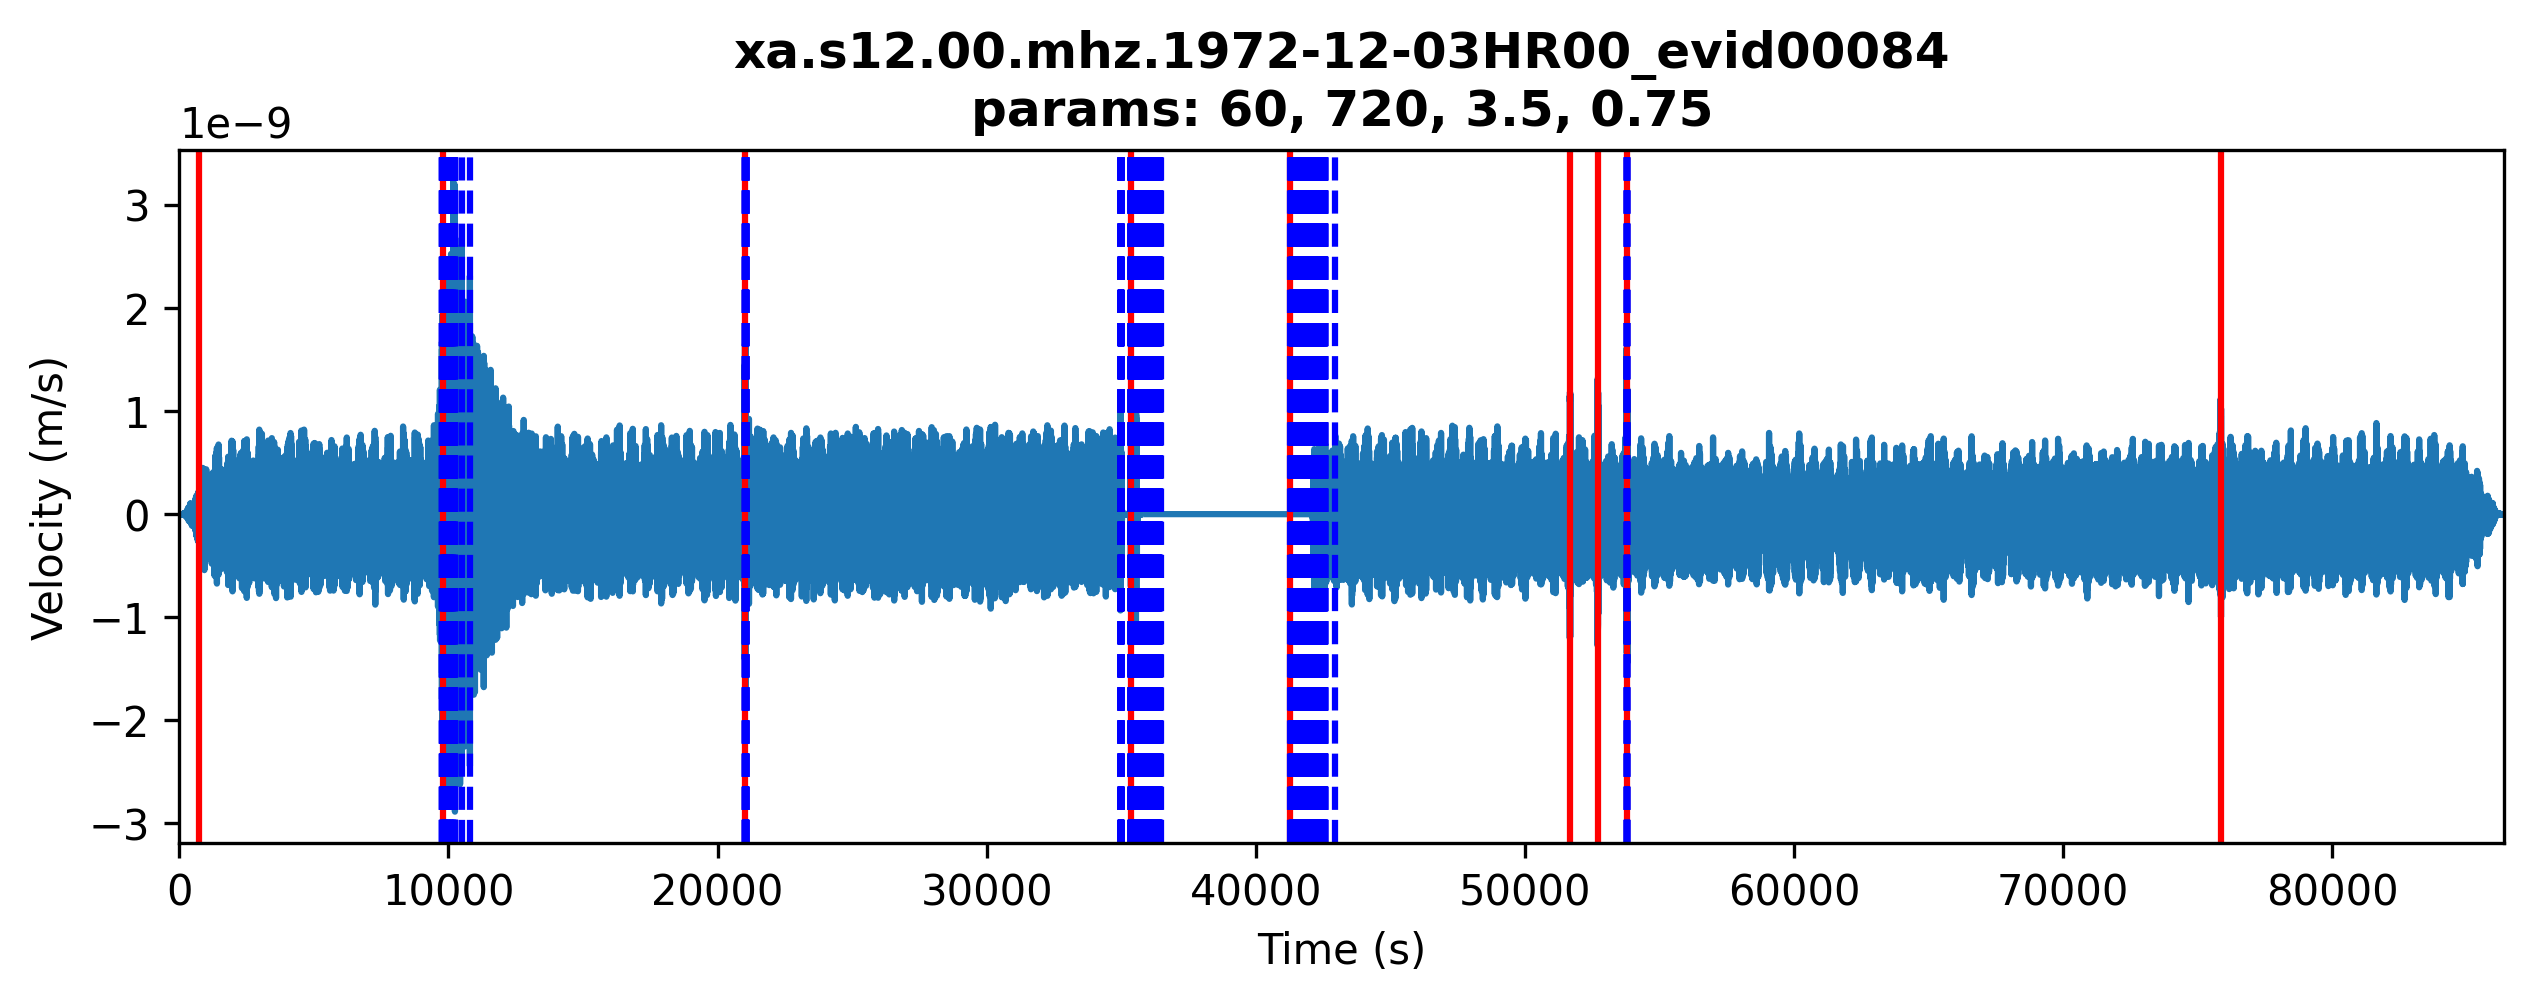 xa.s12.00.mhz.1972-12-03HR00_evid00084
params: 60, 720, 3.5, 0.75
1e−9
3
2
1
0
−1
−2
−3
Velocity (m/s)
0 10000 20000 30000 40000 50000 60000 70000 80000
Time (s)